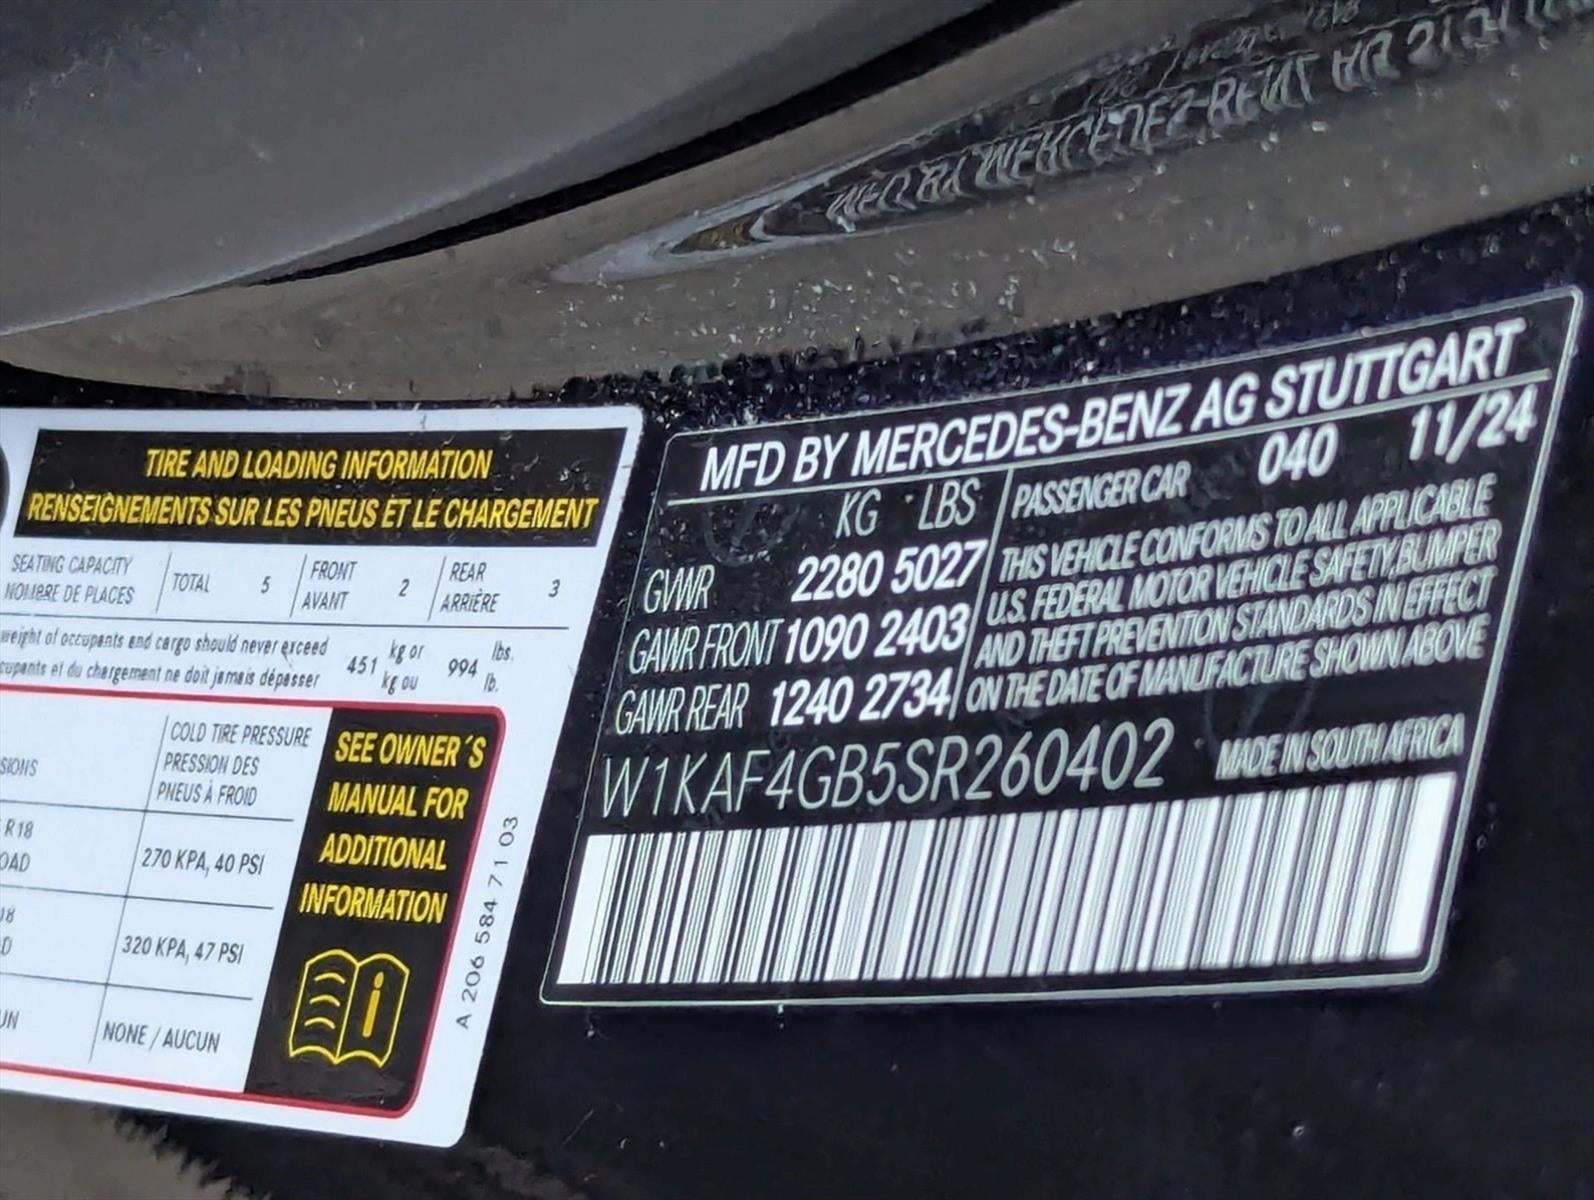 TIRE AND LOADING INFORMATION
RENSEIGNEMENTS SUR LES PNEUS ET LE CHARGEMENT
SEATING CAPACITY
NOMBRE DE PLACES
TOTAL 5
FRONT
AVANT
2
REAR
ARRIÈRE
3
weight of occupants and cargo should never exceed
cupants et du chargement ne doit jamais dépasser
451 kg or
kg ou
994 lbs.
lb.
SIONS
COLD TIRE PRESSURE
PRESSION DES
PNEUS À FROID
R18
OAD
270 KPA, 40 PSI
18
D
320 KPA, 47 PSI
UN
NONE / AUCUN
SEE OWNER´S
MANUAL FOR
ADDITIONAL
INFORMATION
i
A 206 584 71 03
MFD BY MERCEDES-BENZ AG STUTTGART
KG LBS
GVWR 2280 5027
GAWR FRONT 1090 2403
GAWR REAR 1240 2734
PASSENGER CAR 040 11/24
THIS VEHICLE CONFORMS TO ALL APPLICABLE
U.S. FEDERAL MOTOR VEHICLE SAFETY,BUMPER
AND THEFT PREVENTION STANDARDS IN EFFECT
ON THE DATE OF MANUFACTURE SHOWN ABOVE
W1KAF4GB5SR260402 MADE IN SOUTH AFRICA